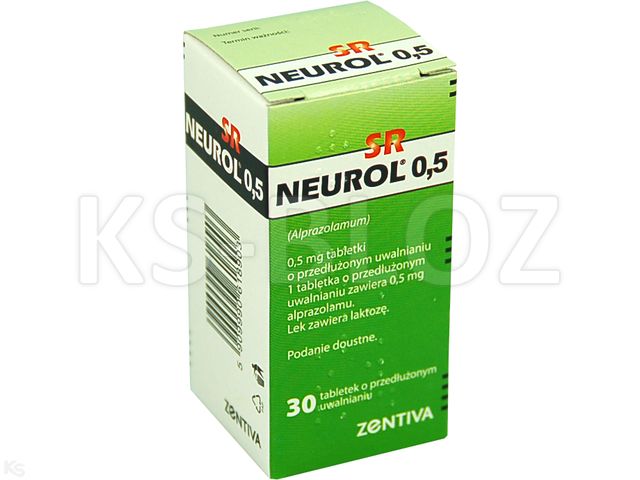 Numer serii:
Termin ważności:
SR
NEUROL 0,5
SR
NEUROL® 0,5
(Alprazolamum)
0,5 mg tabletki
o przedłużonym uwalnianiu
1 tabletka o przedłużonym
uwalnianiu zawiera 0,5 mg
alprazolamu.
Lek zawiera laktozę.
Podanie doustne.
30 tabletek o przedłużonym
uwalnianiu
ZENTIVA
SR
NEUROL® 0,5
KS-BLOZ
KS